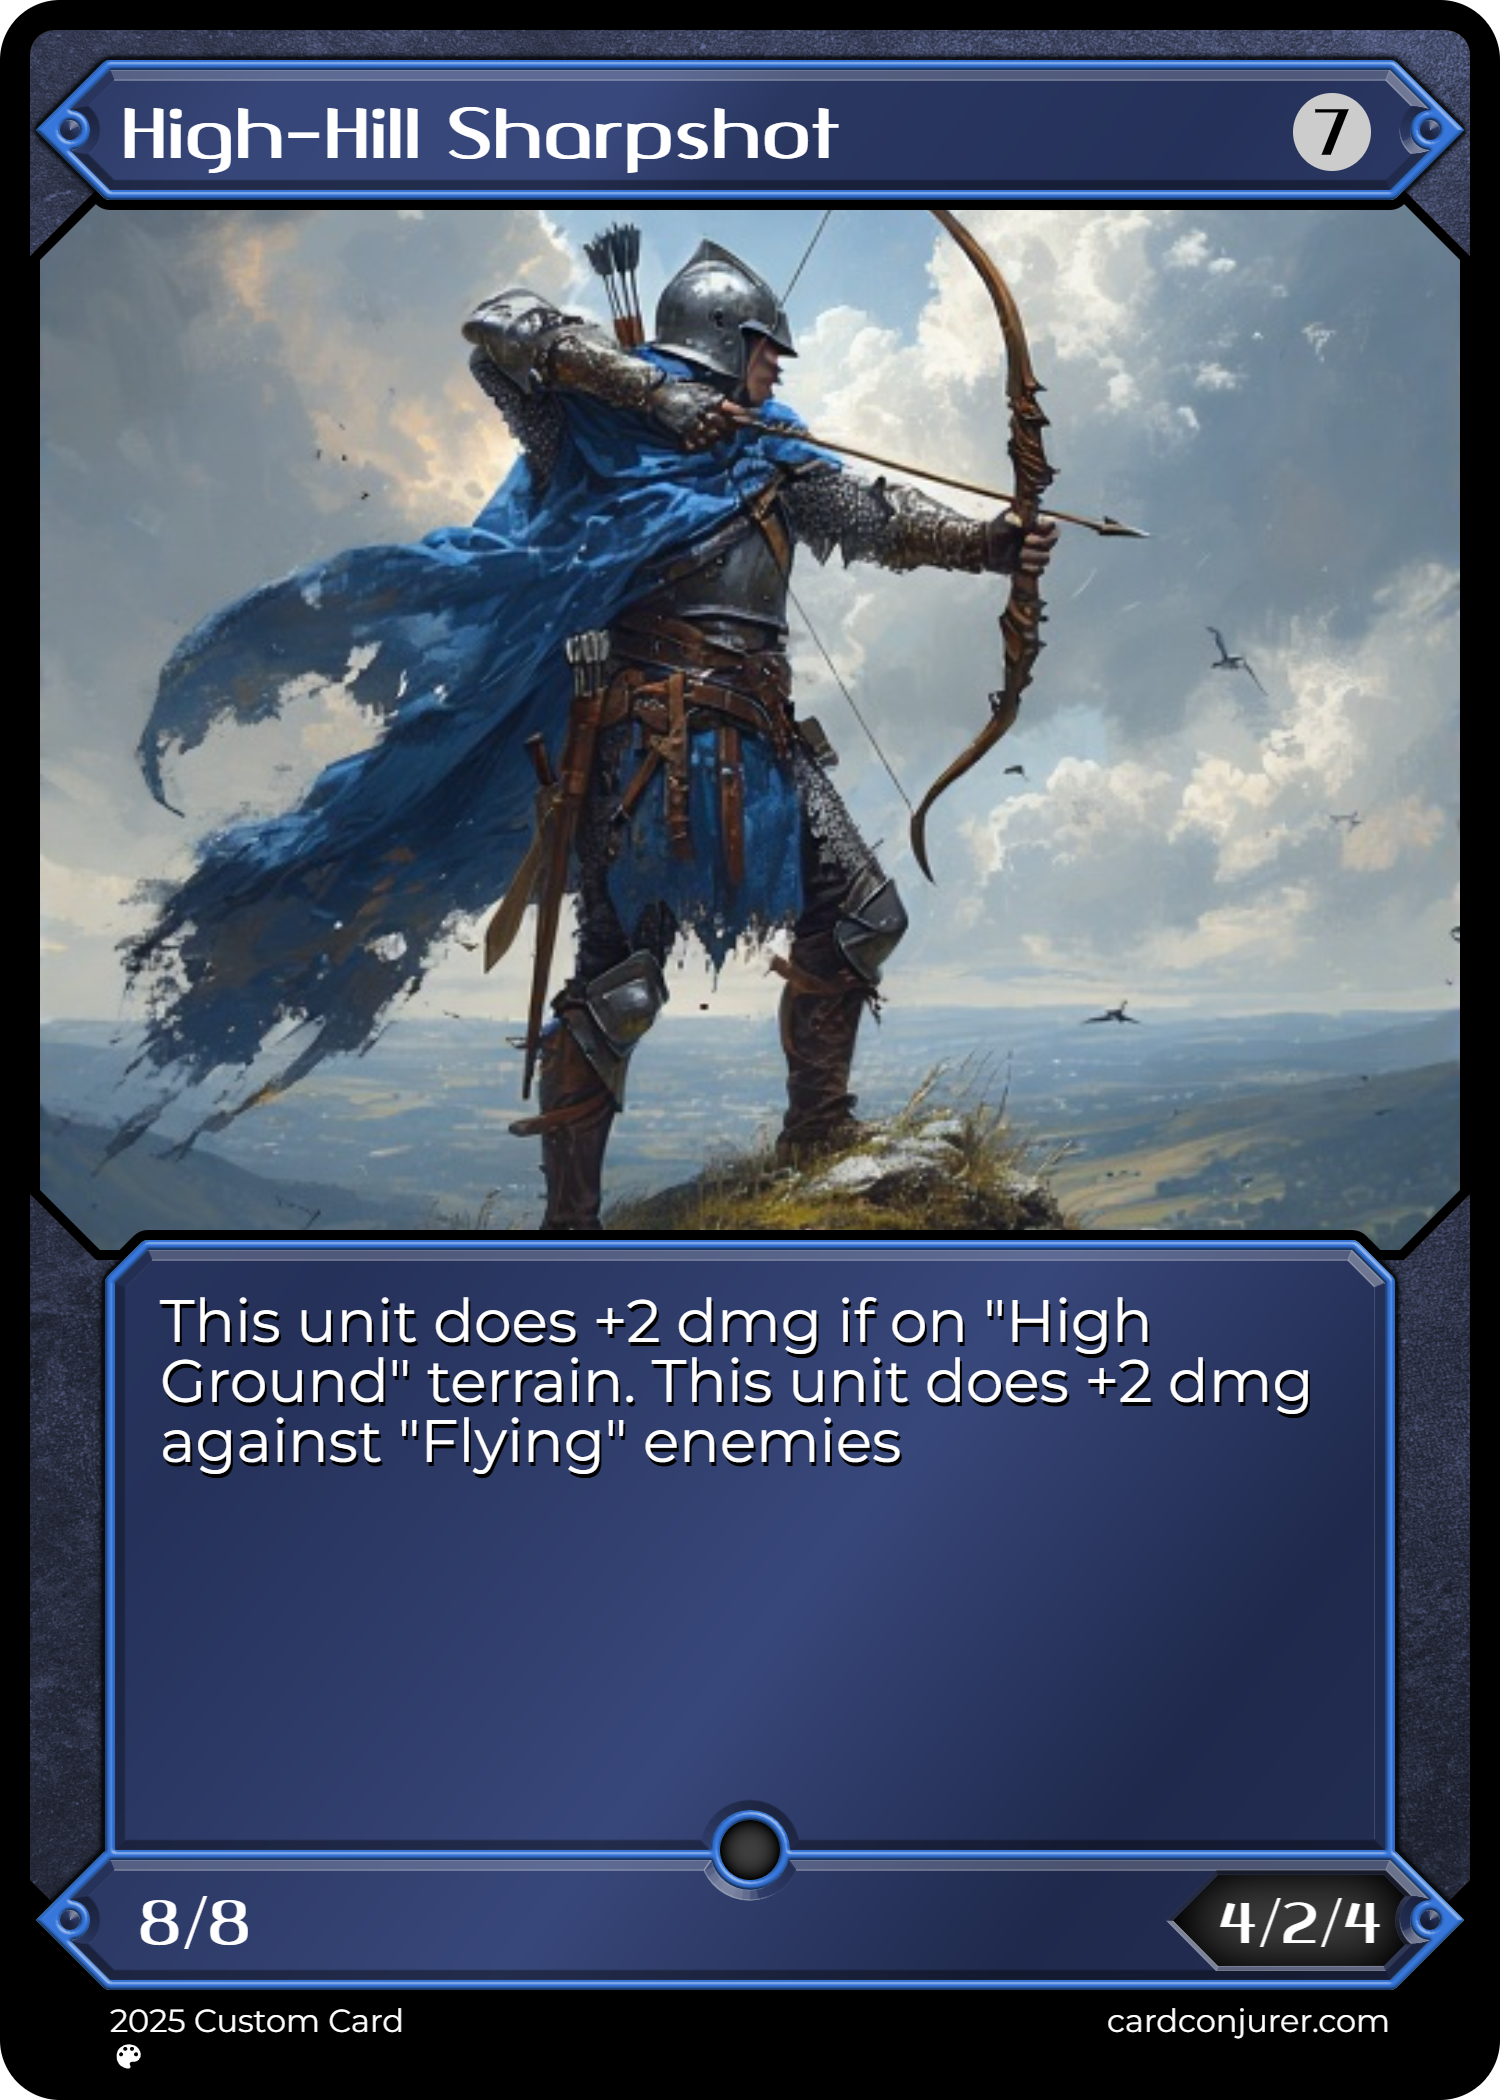 High-Hill Sharpshot
7
This unit does +2 dmg if on "High
Ground" terrain. This unit does +2 dmg
against "Flying" enemies
8/8
4/2/4
2025 Custom Card
cardconjurer.com